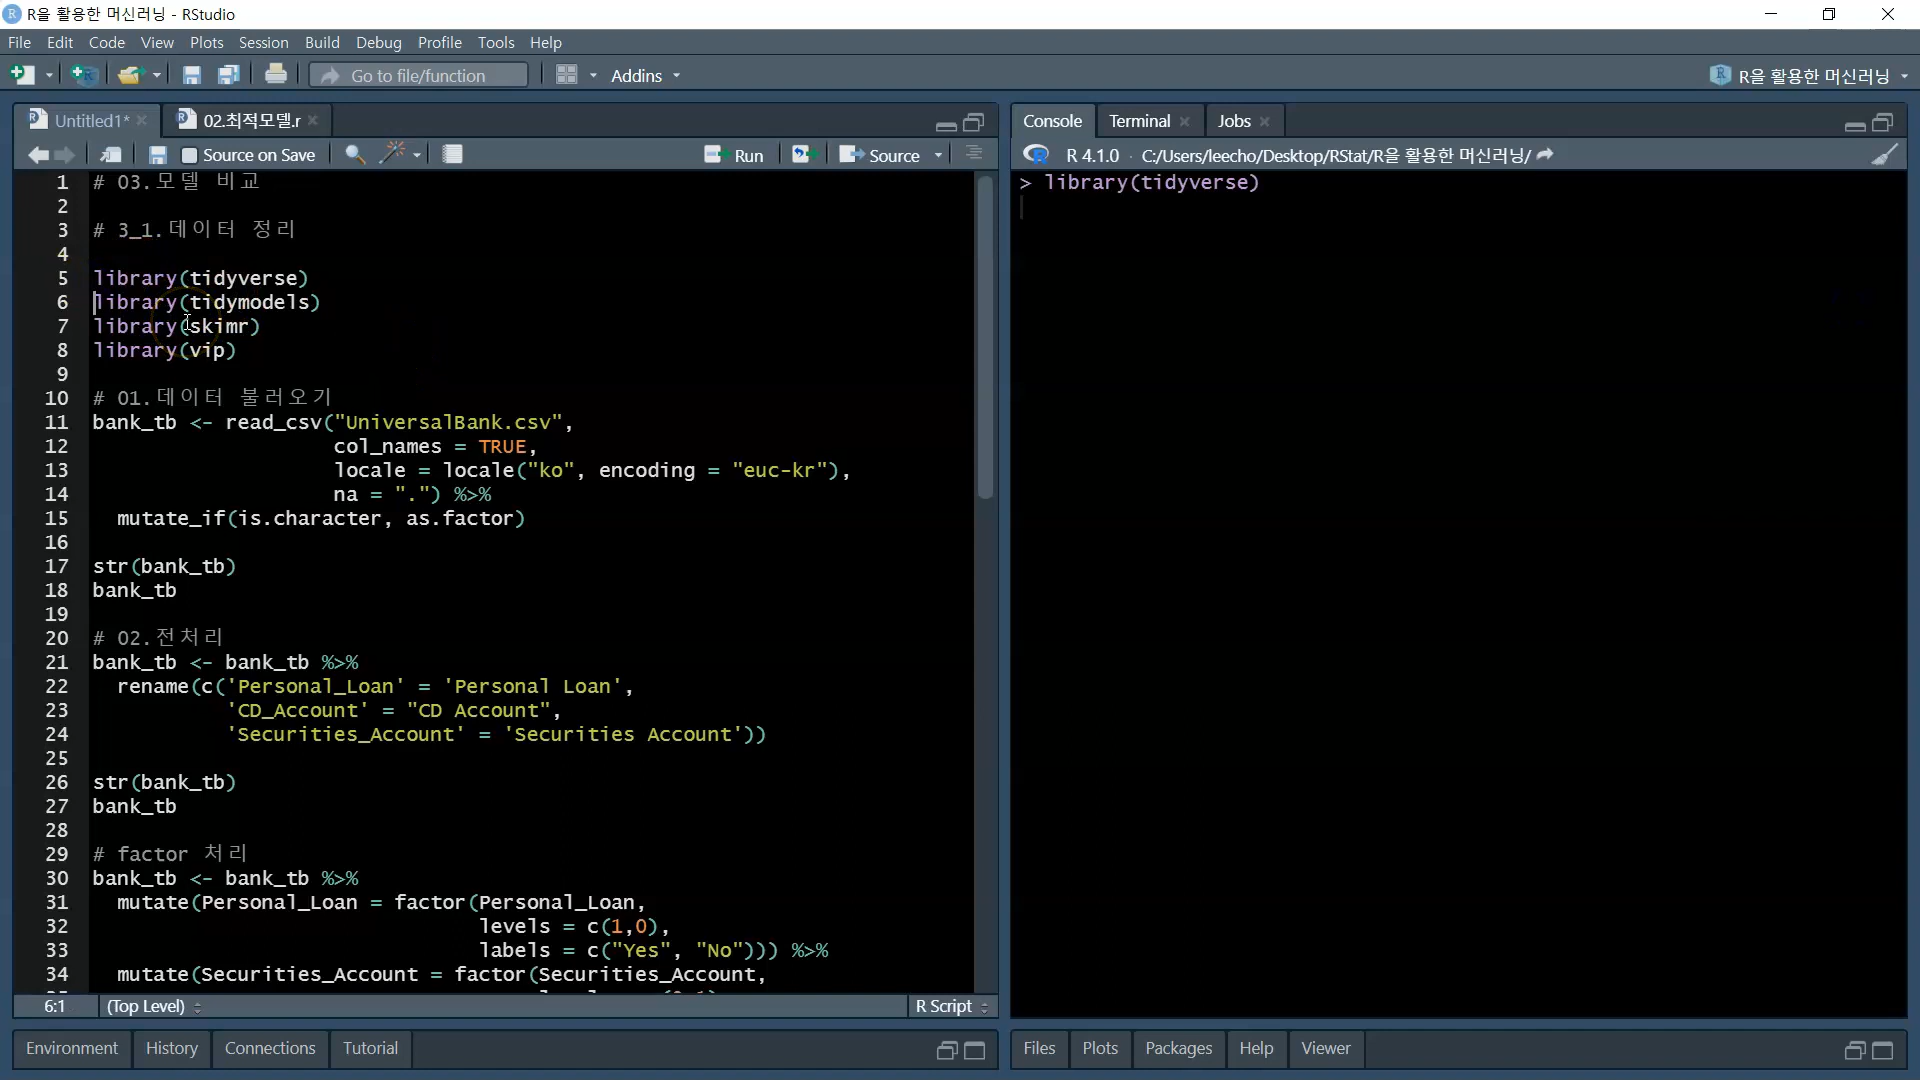 R을 활용한 머신러닝 - RStudio
File Edit Code View Plots Session Build Debug Profile Tools Help
Go to file/function Addins R을 활용한 머신러닝
Untitled1* 02.최적모델.r
Source on Save Run Source
1 # 03.모델 비교
2
3 # 3_1.데이터 정리
4
5 library(tidyverse)
6 library(tidymodels)
7 library(skimr)
8 library(vip)
9
10 # 01.데이터 불러오기
11 bank_tb <- read_csv("UniversalBank.csv",
12 col_names = TRUE,
13 locale = locale("ko", encoding = "euc-kr"),
14 na = ".") %>%
15 mutate_if(is.character, as.factor)
16
17 str(bank_tb)
18 bank_tb
19
20 # 02.전처리
21 bank_tb <- bank_tb %>%
22 rename(c('Personal_Loan' = 'Personal Loan',
23 'CD_Account' = "CD Account",
24 'Securities_Account' = 'Securities Account'))
25
26 str(bank_tb)
27 bank_tb
28
29 # factor 처리
30 bank_tb <- bank_tb %>%
31 mutate(Personal_Loan = factor(Personal_Loan,
32 levels = c(1,0),
33 labels = c("Yes", "No"))) %>%
34 mutate(Securities_Account = factor(Securities_Account,
6:1 (Top Level) R Script
Environment History Connections Tutorial
Console Terminal Jobs
R 4.1.0 · C:/Users/leecho/Desktop/RStat/R을 활용한 머신러닝/
> library(tidyverse)
Files Plots Packages Help Viewer